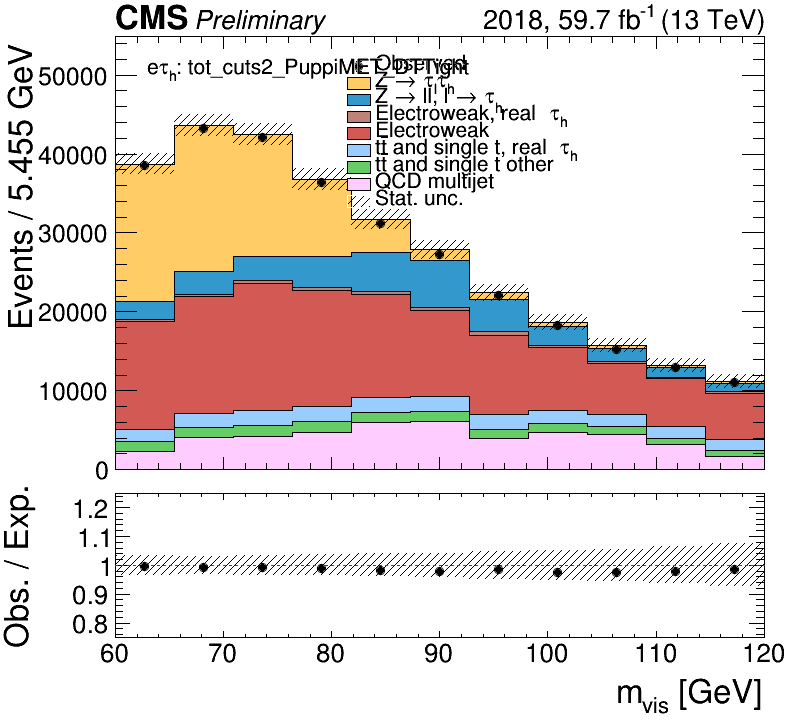 CMS Preliminary 2018, 59.7 fb⁻¹ (13 TeV)
Events / 5.455 GeV
50000
40000
30000
20000
10000
0
eτh: tot_cuts2_PuppiMET_DTTight
Observed
Z → ττh
Z → ll, l → τh
Electroweak, real τh
Electroweak
tt and single t, real τh
tt and single t other
QCD multijet
Stat. unc.
Obs. / Exp.
1.2
1.1
1
0.9
0.8
60 70 80 90 100 110 120
mvis [GeV]